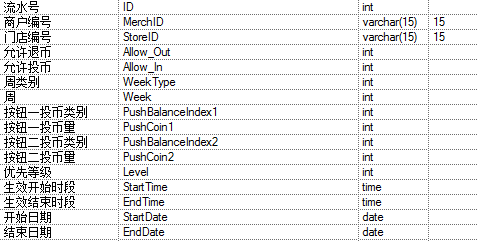 流水号 ID int
商户编号 MerchID varchar(15) 15
门店编号 StoreID varchar(15) 15
允许退币 Allow_Out int
允许投币 Allow_In int
周类别 WeekType int
周 Week int
按钮一投币类别 PushBalanceIndex1 int
按钮一投币量 PushCoin1 int
按钮二投币类别 PushBalanceIndex2 int
按钮二投币量 PushCoin2 int
优先等级 Level int
生效开始时段 StartTime time
生效结束时段 EndTime time
开始日期 StartDate date
结束日期 EndDate date